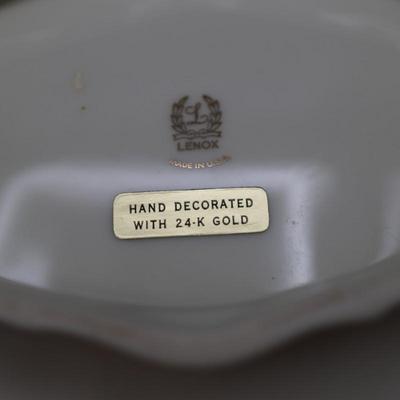 L
LENOX
MADE IN U.S.A.
HAND DECORATED
WITH 24-K GOLD